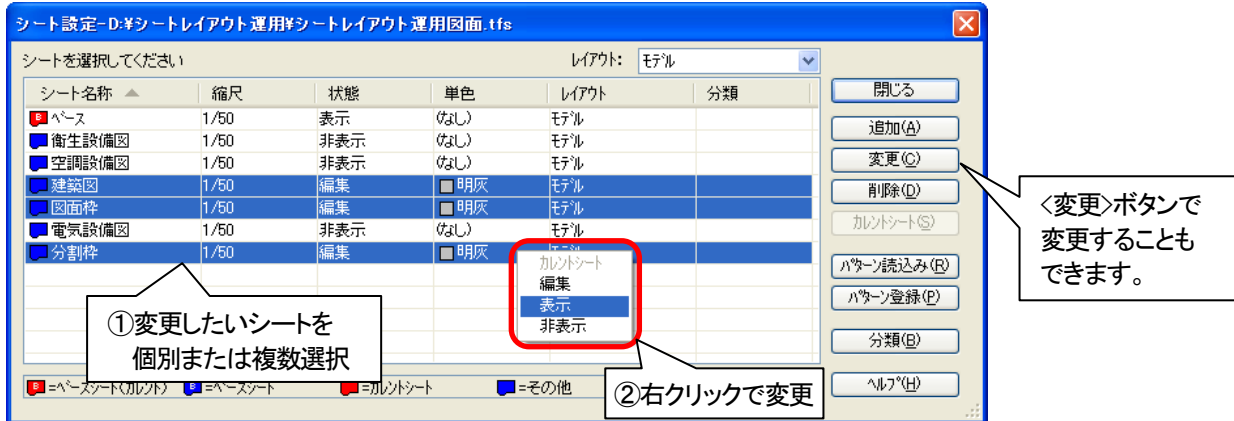 シート設定-D:¥シートレイアウト運用¥シートレイアウト運用図面.tfs
シートを選択してください レイアウト: モデル
シート名称 縮尺 状態 単色 レイアウト 分類
ベース 1/50 表示 (なし) モデル
衛生設備図 1/50 非表示 (なし) モデル
空調設備図 1/50 非表示 (なし) モデル
建築図 1/50 編集 明灰 モデル
図面枠 1/50 編集 明灰 モデル
電気設備図 1/50 非表示 (なし) モデル
分割枠 1/50 編集 明灰
カレントシート
編集
表示
非表示
閉じる
追加(A)
変更(C)
削除(D)
カレントシート(S)
パターン読込み(R)
パターン登録(P)
分類(B)
ヘルプ(H)
<変更>ボタンで
変更することも
できます。
①変更したいシートを
個別または複数選択
②右クリックで変更
B =ベースシート(カレント) B =ベースシート =カレントシート =その他